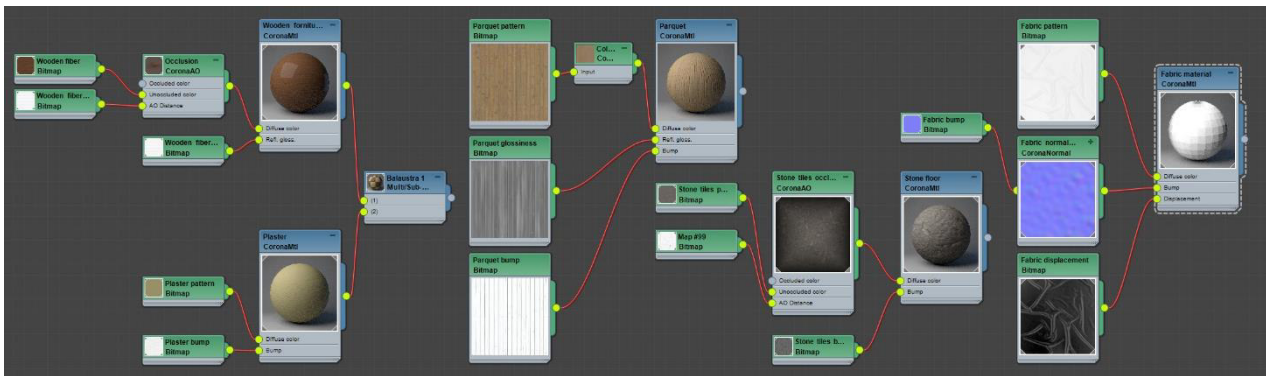 Wooden fiber
Bitmap
Wooden fiber...
Bitmap
Occlusion
CoronaAO
Occluded color
Unoccluded color
AO Distance
Wooden fiber...
Bitmap
Wooden fornitu...
CoronaMtl
Diffuse color
Refl. gloss.
Plaster pattern
Bitmap
Plaster bump
Bitmap
Plaster
CoronaMtl
Diffuse color
Bump
Balaustra 1
Multi/Sub-...
(1)
(2)
Parquet pattern
Bitmap
Parquet glossiness
Bitmap
Parquet bump
Bitmap
Col...
Co...
Input
Parquet
CoronaMtl
Diffuse color
Refl. gloss.
Bump
Stone tiles p...
Bitmap
Map #99
Bitmap
Stone tiles occl...
CoronaAO
Occluded color
Unoccluded color
AO Distance
Stone tiles b...
Bitmap
Stone floor
CoronaMtl
Diffuse color
Bump
Fabric bump
Bitmap
Fabric pattern
Bitmap
Fabric normal...
CoronaNormal
Fabric displacement
Bitmap
Fabric material
CoronaMtl
Diffuse color
Bump
Displacement